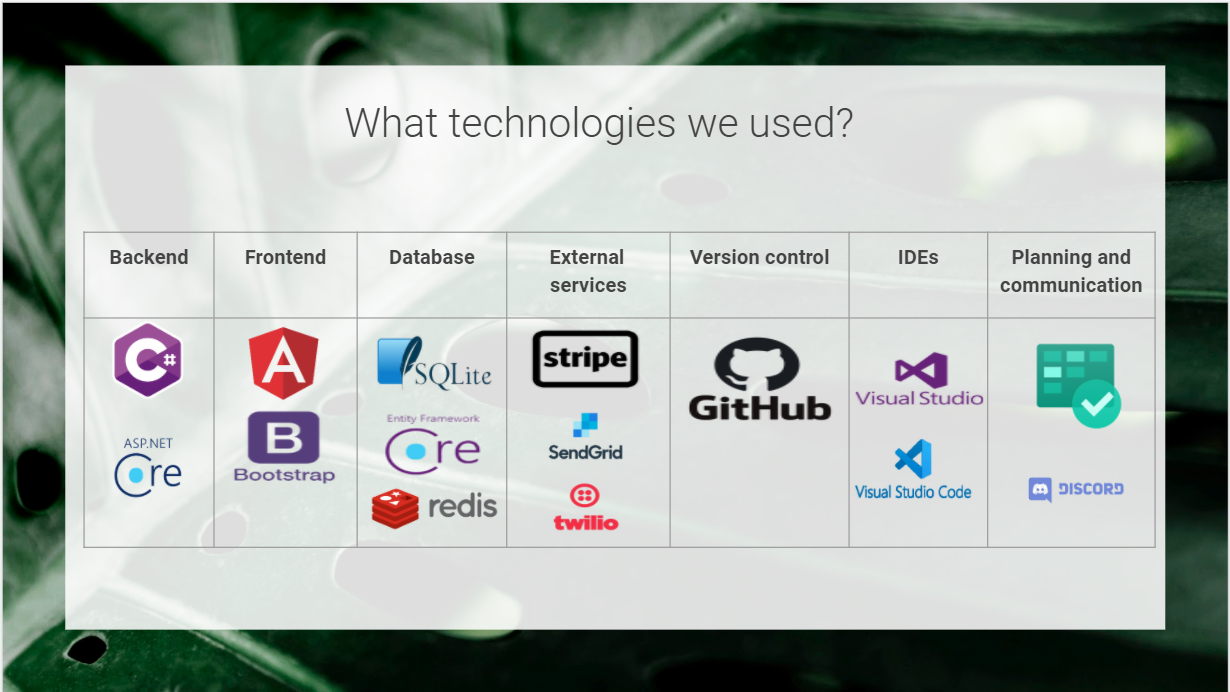 What technologies we used?
Backend
Frontend
Database
External
services
Version control
IDEs
Planning and
communication
C#
ASP.NET
Core
A
B
Bootstrap
SQLite
Entity Framework
Core
redis
stripe
SendGrid
twilio
GitHub
Visual Studio
Visual Studio Code
DISCORD